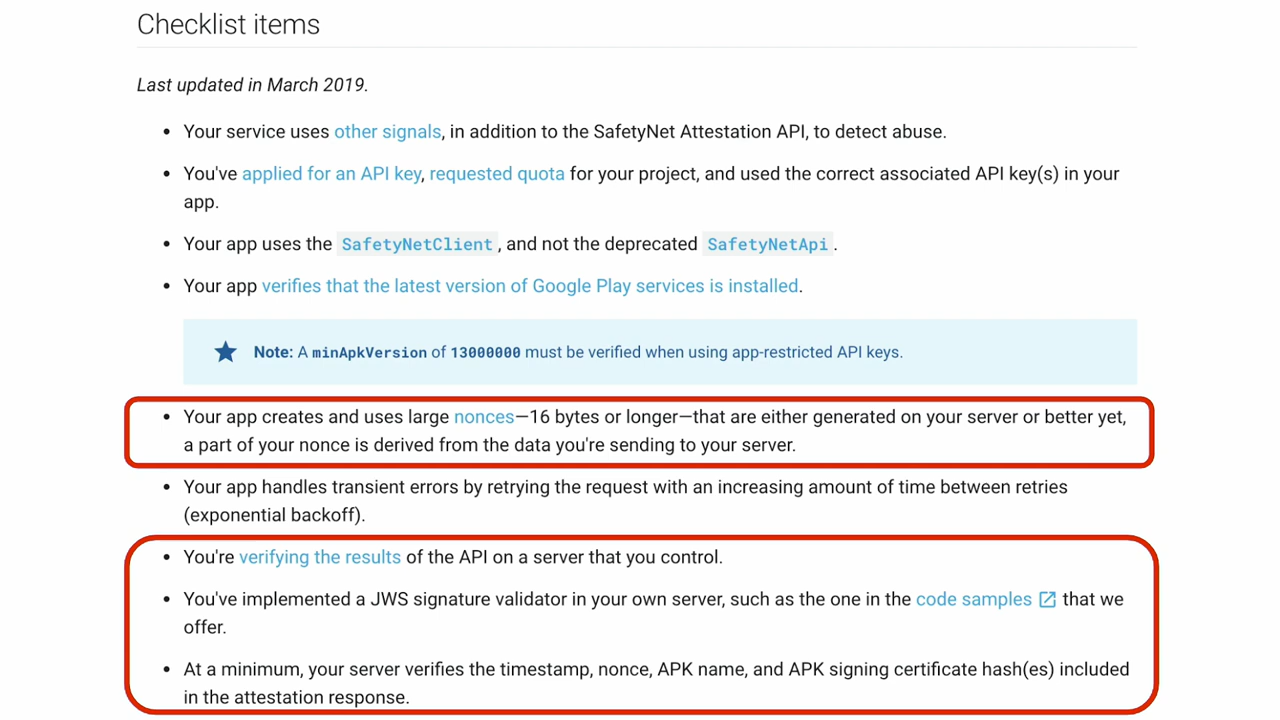 Checklist items
Last updated in March 2019.
• Your service uses other signals, in addition to the SafetyNet Attestation API, to detect abuse.
• You've applied for an API key, requested quota for your project, and used the correct associated API key(s) in your
app.
• Your app uses the SafetyNetClient, and not the deprecated SafetyNetApi.
• Your app verifies that the latest version of Google Play services is installed.
Note: A minApkVersion of 13000000 must be verified when using app-restricted API keys.
• Your app creates and uses large nonces—16 bytes or longer—that are either generated on your server or better yet,
a part of your nonce is derived from the data you're sending to your server.
• Your app handles transient errors by retrying the request with an increasing amount of time between retries
(exponential backoff).
• You're verifying the results of the API on a server that you control.
• You've implemented a JWS signature validator in your own server, such as the one in the code samples that we
offer.
• At a minimum, your server verifies the timestamp, nonce, APK name, and APK signing certificate hash(es) included
in the attestation response.